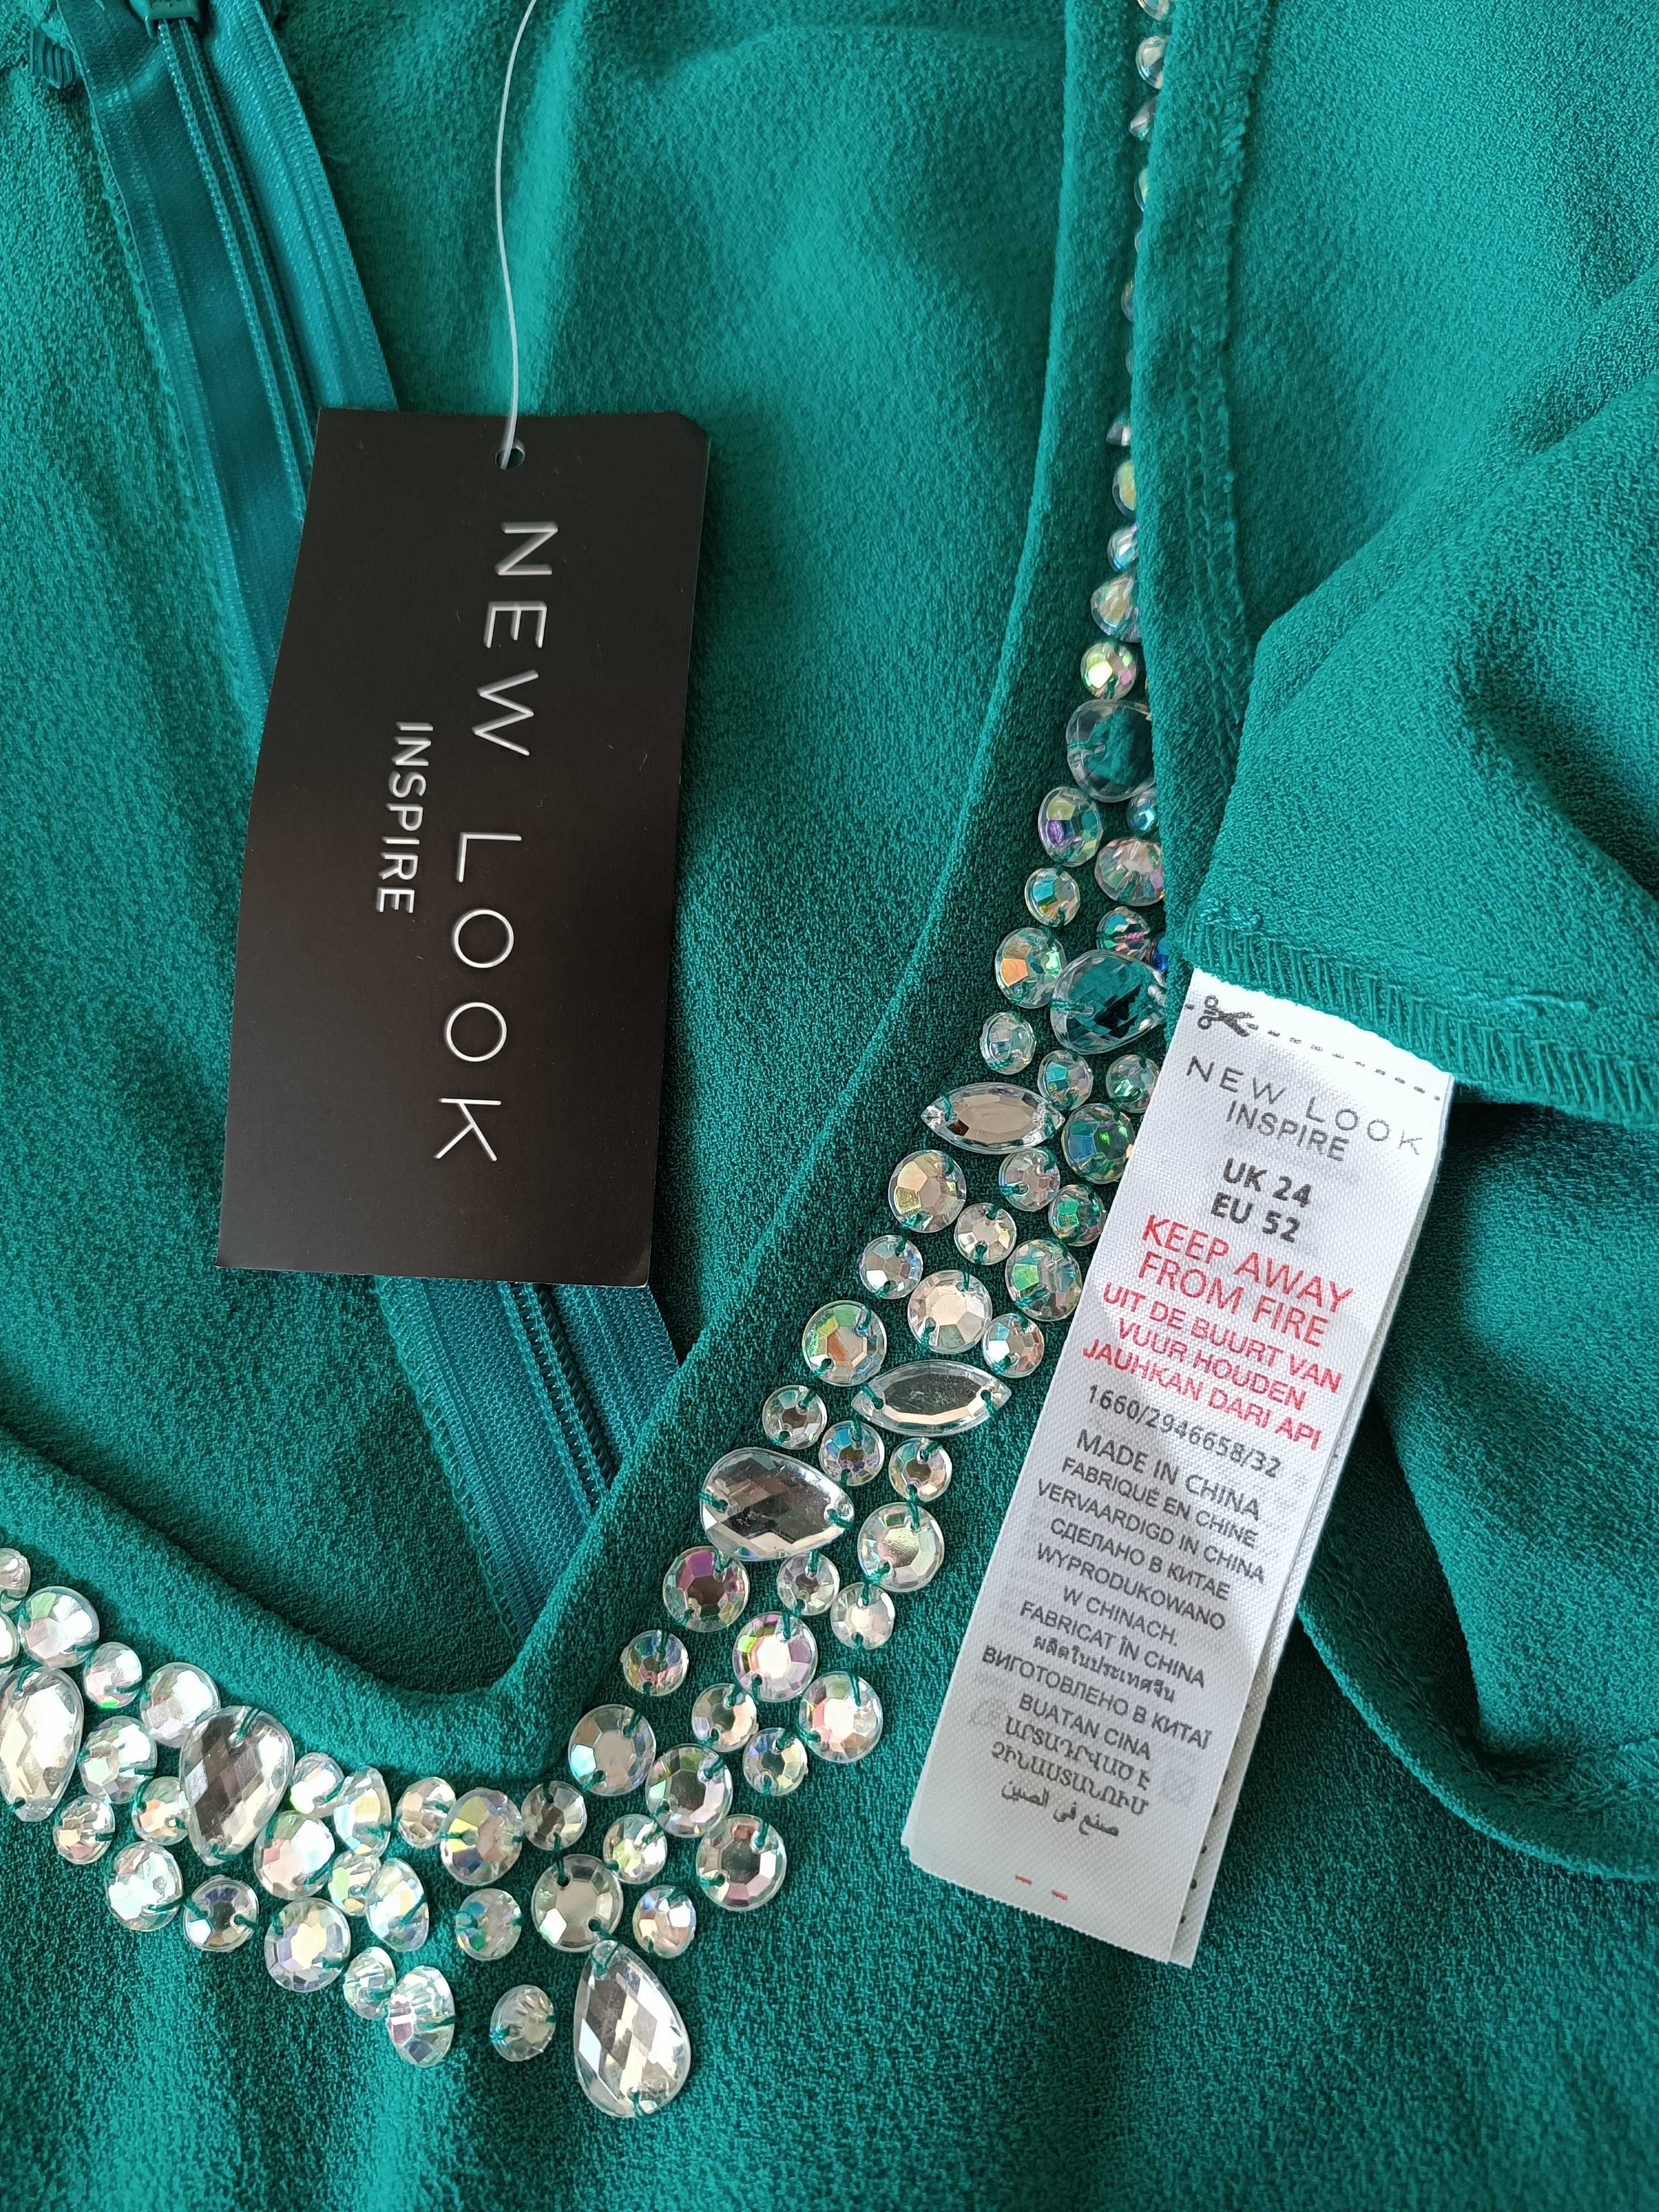 NEW LOOK
INSPIRE
NEW LOOK
INSPIRE
UK 24
EU 52
KEEP AWAY
FROM FIRE
UIT DE BUURT VAN
VUUR HOUDEN
JAUHKAN DARI API
1660/2946658/32
MADE IN CHINA
FABRIQUÉ EN CHINE
VERVAARDIGD IN CHINA
СДЕЛАНО В КИТАЕ
WYPRODUKOWANO
W CHINACH.
FABRICAT ÎN CHINA
ผลิตในประเทศจีน
ВИГОТОВЛЕНО В КИТАЇ
BUATAN CINA
ԱՐՏԱԴՐՎԱԾ Է
ՉԻՆԱՍՏԱՆՈՒՄ
صنع في الصين